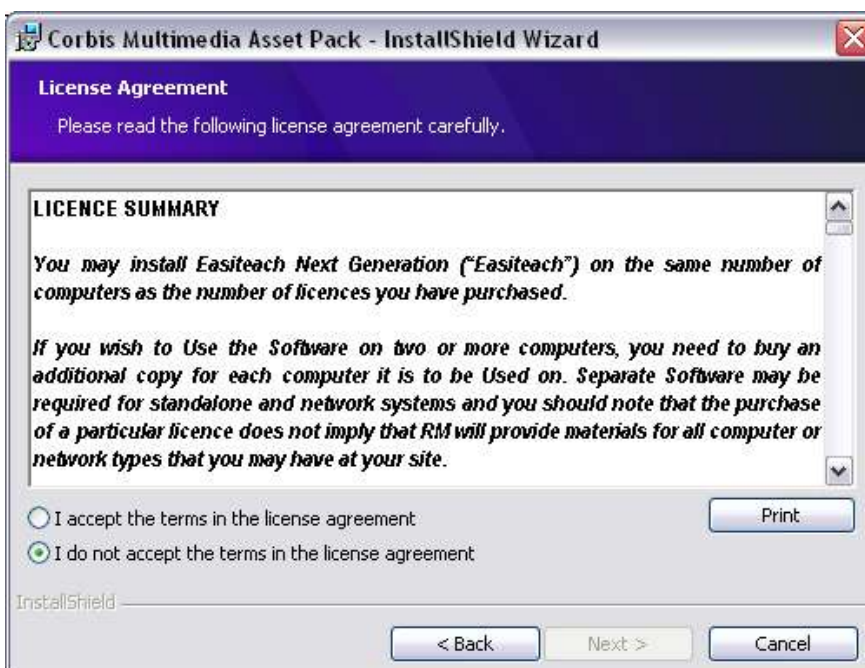 Corbis Multimedia Asset Pack - InstallShield Wizard
License Agreement
Please read the following license agreement carefully.
LICENCE SUMMARY
You may install Easiteach Next Generation ("Easiteach") on the same number of
computers as the number of licences you have purchased.
If you wish to Use the Software on two or more computers, you need to buy an
additional copy for each computer it is to be Used on. Separate Software may be
required for standalone and network systems and you should note that the purchase
of a particular licence does not imply that RM will provide materials for all computer or
network types that you may have at your site.
I accept the terms in the license agreement
Print
I do not accept the terms in the license agreement
InstallShield
< Back
Next >
Cancel